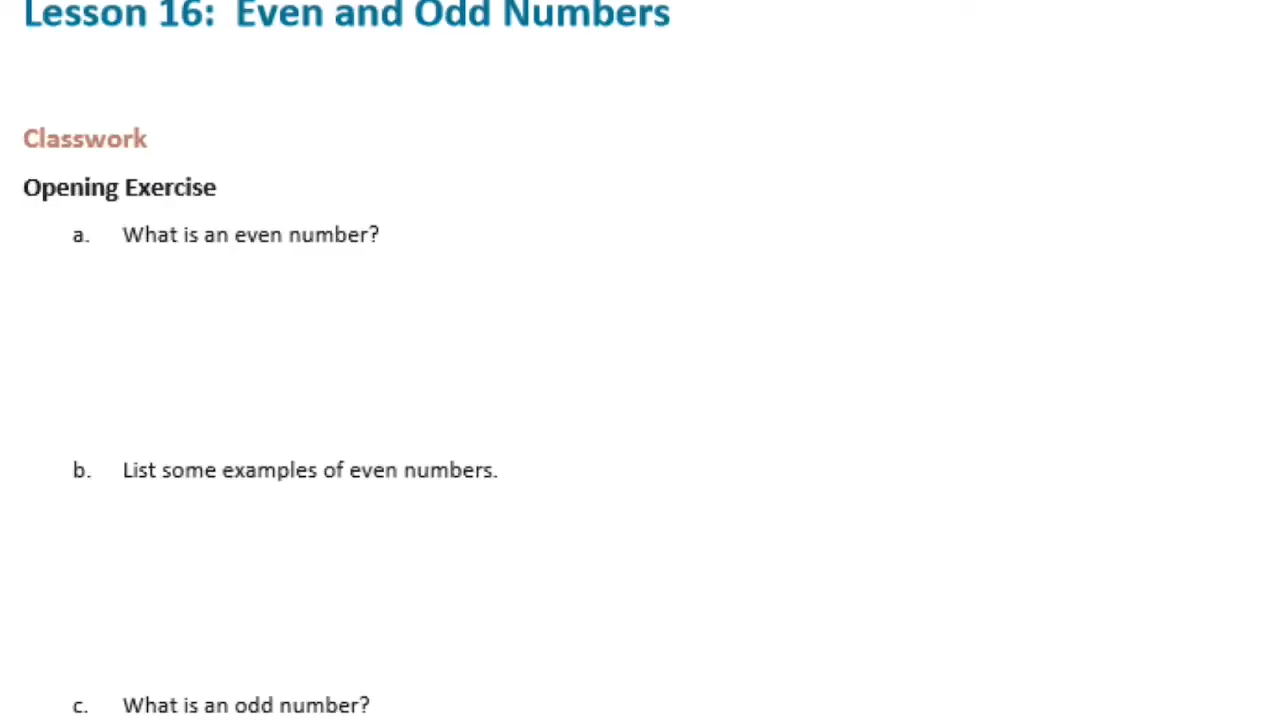 Lesson 16: Even and Odd Numbers
Classwork
Opening Exercise
a. What is an even number?
b. List some examples of even numbers.
c. What is an odd number?